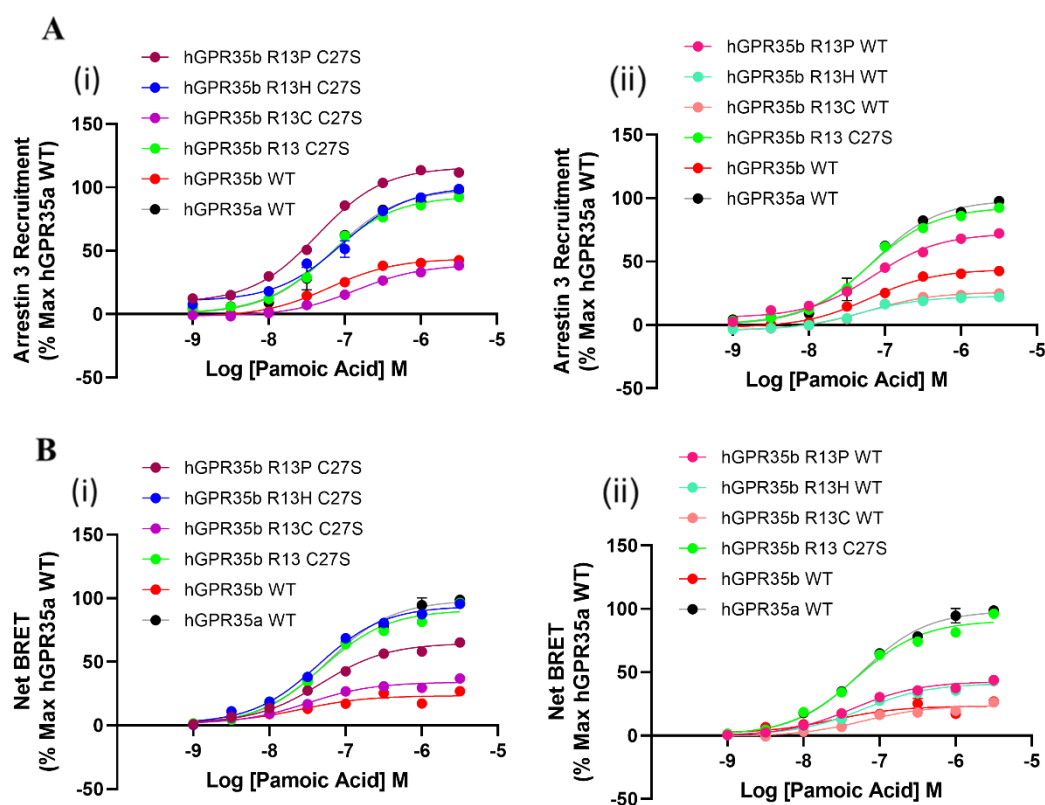 A
(i)
hGPR35b R13P C27S
hGPR35b R13H C27S
hGPR35b R13C C27S
hGPR35b R13 C27S
hGPR35b WT
hGPR35a WT
Arrestin 3 Recruitment
(% Max hGPR35a WT)
150
100
50
0
-50
-9
-8
-7
-6
-5
Log [Pamoic Acid] M
(ii)
hGPR35b R13P WT
hGPR35b R13H WT
hGPR35b R13C WT
hGPR35b R13 C27S
hGPR35b WT
hGPR35a WT
Arrestin 3 Recruitment
(% Max hGPR35a WT)
150
100
50
0
-50
-9
-8
-7
-6
-5
Log [Pamoic Acid] M
B
(i)
hGPR35b R13P C27S
hGPR35b R13H C27S
hGPR35b R13C C27S
hGPR35b R13 C27S
hGPR35b WT
hGPR35a WT
Net BRET
(% Max hGPR35a WT)
150
100
50
0
-50
-9
-8
-7
-6
-5
Log [Pamoic Acid] M
(ii)
hGPR35b R13P WT
hGPR35b R13H WT
hGPR35b R13C WT
hGPR35b R13 C27S
hGPR35b WT
hGPR35a WT
Net BRET
(% Max hGPR35a WT)
150
100
50
0
-50
-9
-8
-7
-6
-5
Log [Pamoic Acid] M